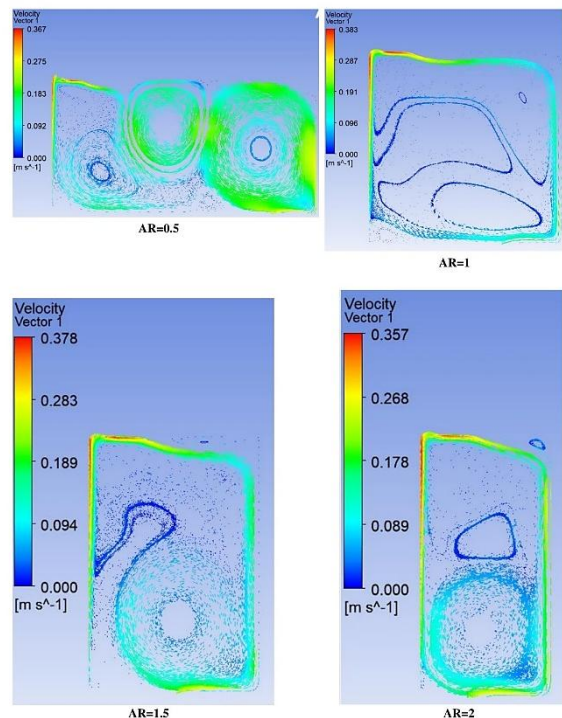 Velocity
Vector 1
0.367
0.275
0.183
0.092
0.000
[m s^-1]
AR=0.5
Velocity
Vector 1
0.383
0.287
0.192
0.096
0.000
[m s^-1]
AR=1
Velocity
Vector 1
0.378
0.283
0.189
0.094
0.000
[m s^-1]
AR=1.5
Velocity
Vector 1
0.357
0.268
0.178
0.089
0.000
[m s^-1]
AR=2